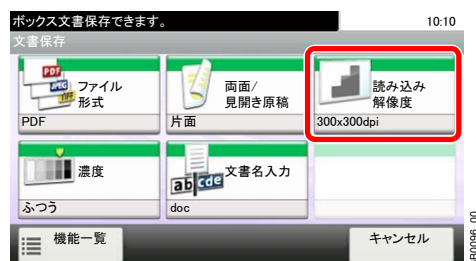 ボックス文書保存できます。 10:10
文書保存
PDF
JPEG
TIFF
ファイル
形式
PDF
両面/
見開き原稿
片面
読み込み
解像度
300x300dpi
濃度
ふつう
ab cde
文書名入力
doc
機能一覧
キャンセル